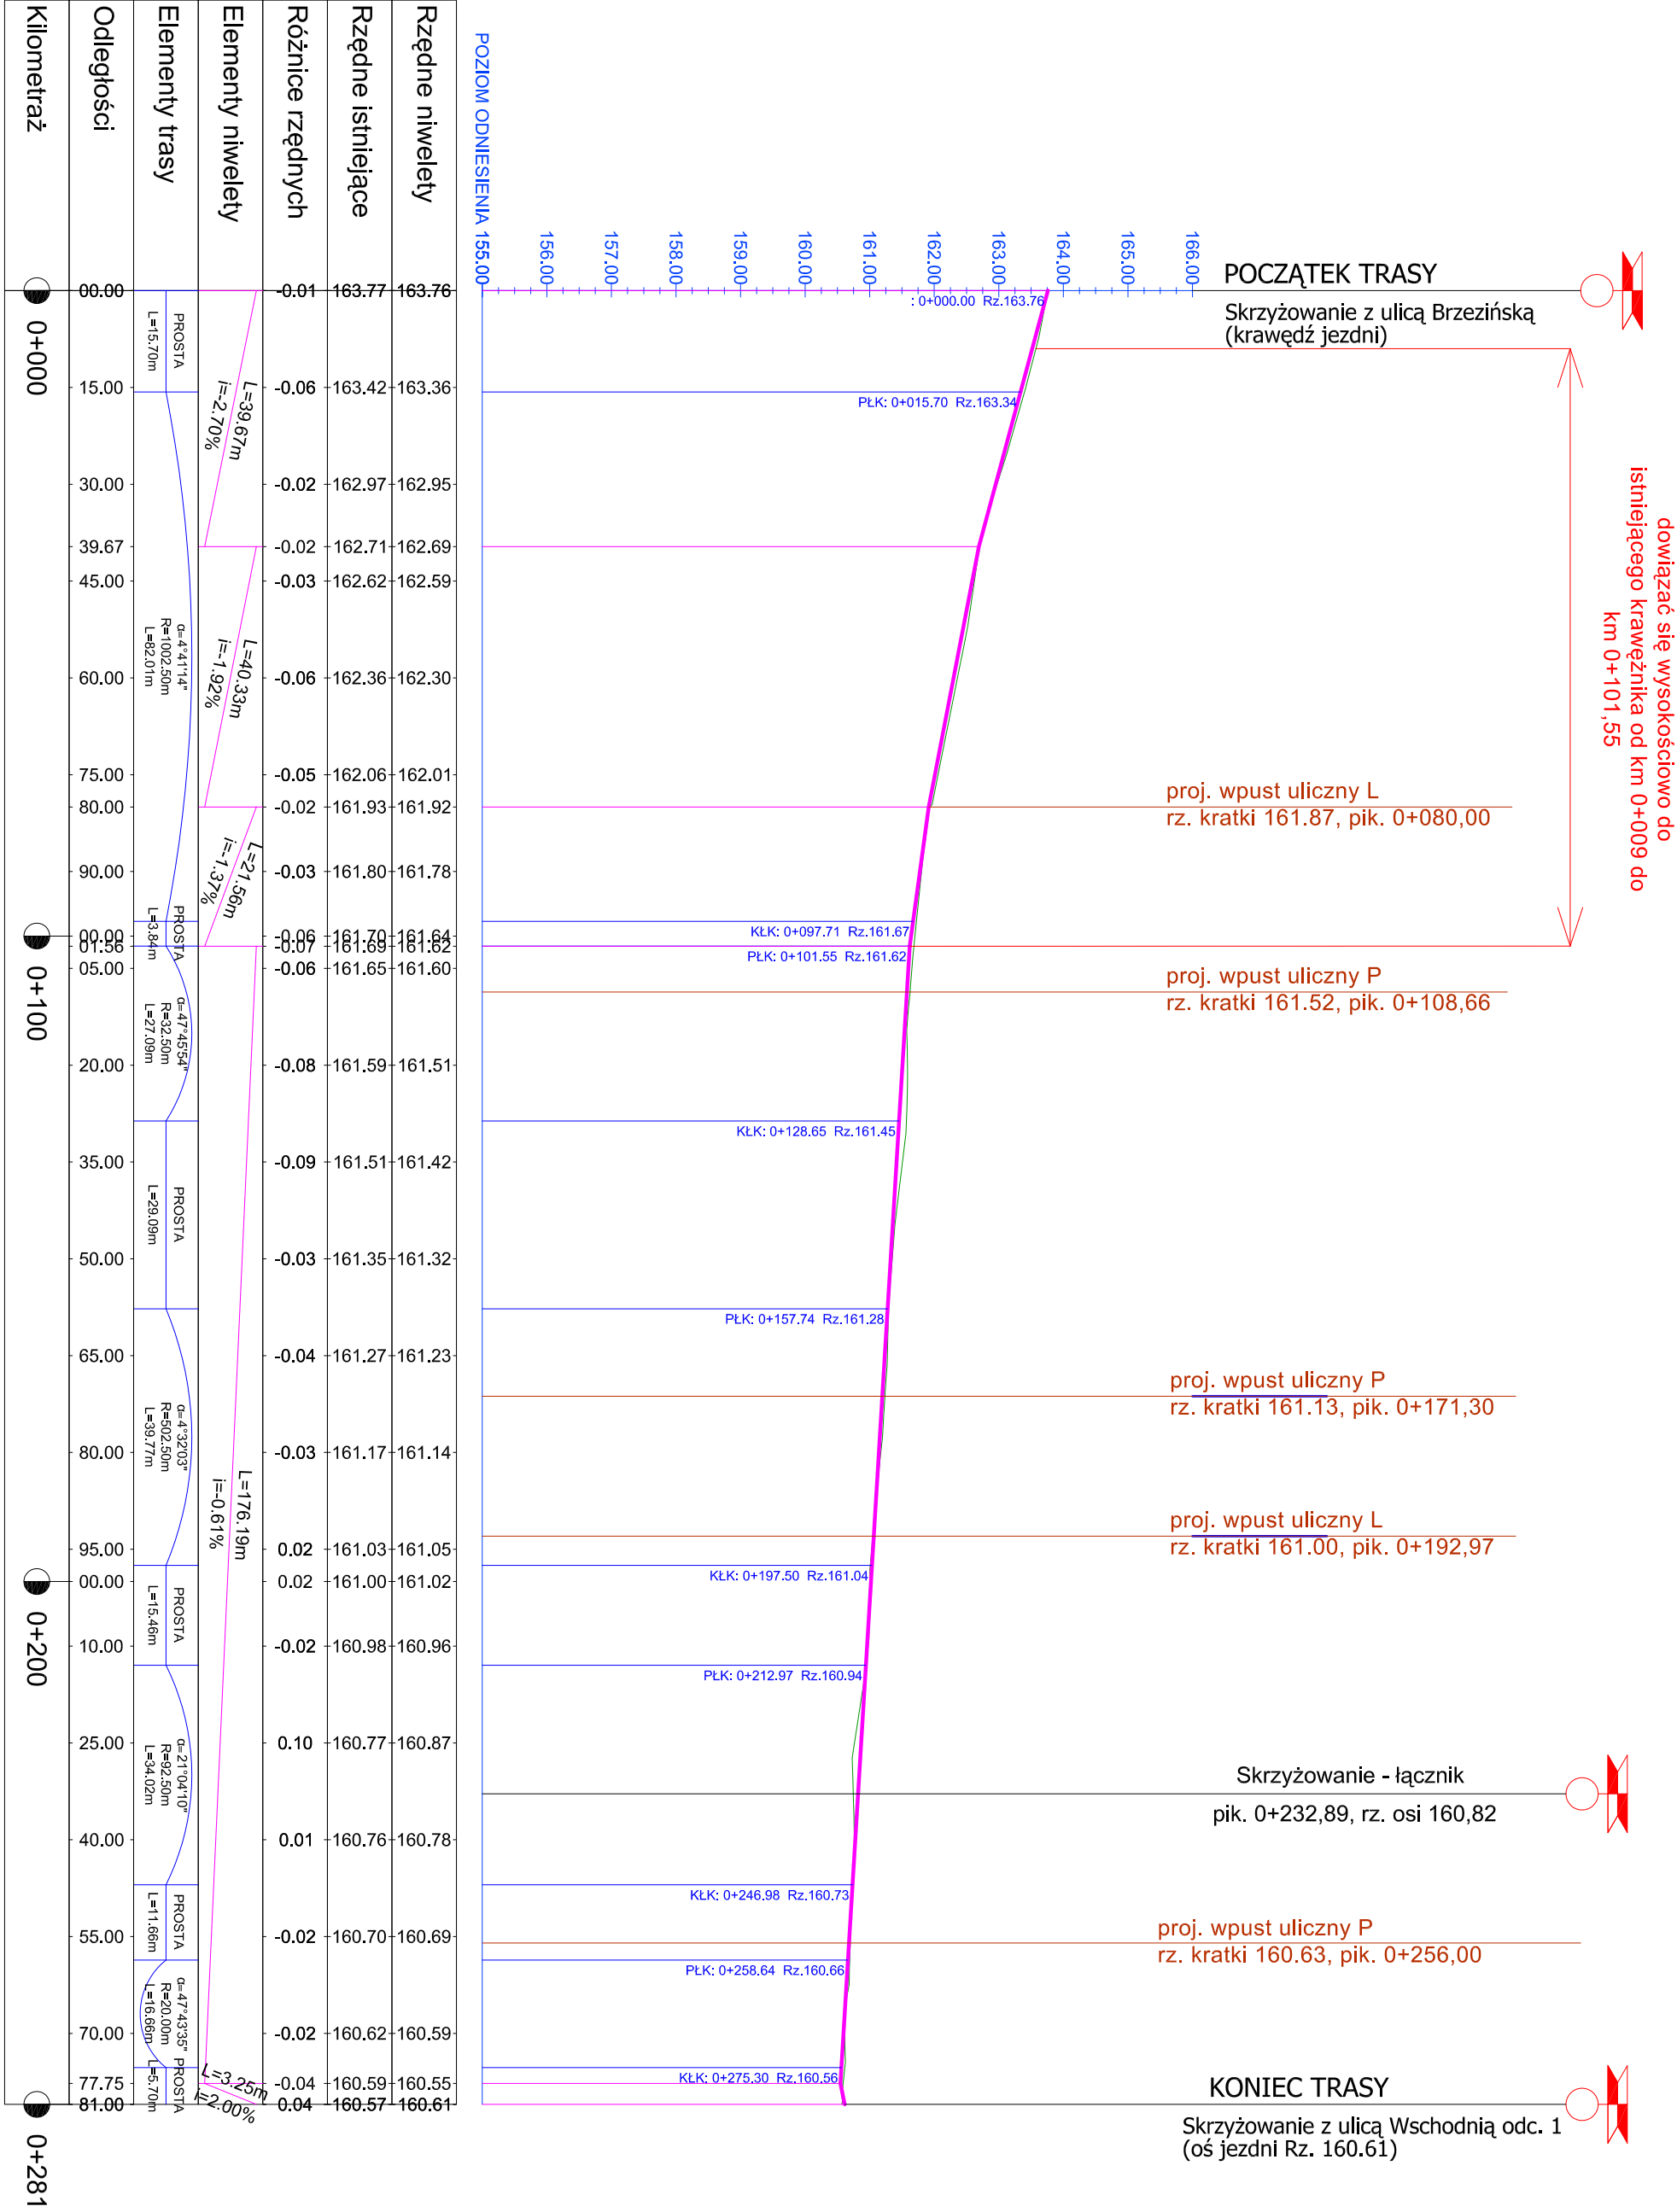 dowiązać się wysokościowo do
istniejącego krawężnika od km 0+009 do
km 0+101,55
POCZĄTEK TRASY
Skrzyżowanie z ulicą Brzezińską
(krawędź jezdni)
proj. wpust uliczny L
rz. kratki 161.87, pik. 0+080,00
proj. wpust uliczny P
rz. kratki 161.52, pik. 0+108,66
proj. wpust uliczny P
rz. kratki 161.13, pik. 0+171,30
proj. wpust uliczny L
rz. kratki 161.00, pik. 0+192,97
Skrzyżowanie - łącznik
pik. 0+232,89, rz. osi 160,82
proj. wpust uliczny P
rz. kratki 160.63, pik. 0+256,00
KONIEC TRASY
Skrzyżowanie z ulicą Wschodnią odc. 1
(oś jezdni Rz. 160.61)
166.00
165.00
164.00
163.00
162.00
161.00
160.00
159.00
158.00
157.00
156.00
POZIOM ODNIESIENIA 155.00
: 0+000.00 Rz.163.76
PŁK: 0+015.70 Rz.163.34
KŁK: 0+097.71 Rz.161.67
PŁK: 0+101.55 Rz.161.62
KŁK: 0+128.65 Rz.161.45
PŁK: 0+157.74 Rz.161.28
KŁK: 0+197.50 Rz.161.04
PŁK: 0+212.97 Rz.160.94
KŁK: 0+246.98 Rz.160.73
PŁK: 0+258.64 Rz.160.66
KŁK: 0+275.30 Rz.160.56
Rzędne niwelety
163.76 163.36 162.95 162.69 162.59 162.30 162.01 161.92 161.78 161.64 161.62 161.60 161.51 161.42 161.32 161.23 161.14 161.05 161.02 160.96 160.87 160.78 160.69 160.59 160.55 160.61
Rzędne istniejące
163.77 163.42 162.97 162.71 162.62 162.36 162.06 161.93 161.80 161.70 161.69 161.65 161.59 161.51 161.35 161.27 161.17 161.03 161.00 160.98 160.77 160.76 160.70 160.62 160.59 160.57
Różnice rzędnych
-0.01 -0.06 -0.02 -0.02 -0.03 -0.06 -0.05 -0.02 -0.03 -0.06 -0.07 -0.06 -0.08 -0.09 -0.03 -0.04 -0.03 0.02 0.02 -0.02 0.10 0.01 -0.02 -0.02 -0.04 0.04
Elementy niwelety
L=39.67m
i=-2.70%
L=40.33m
i=-1.92%
L=21.56m
i=-1.37%
L=176.19m
i=-0.61%
L=3.25m
i=2.00%
Elementy trasy
PROSTA
L=15.70m
α=4°41'14"
R=1002.50m
L=82.01m
PROSTA
L=3.84m
α=47°45'54"
R=32.50m
L=27.09m
PROSTA
L=29.09m
α=4°32'03"
R=502.50m
L=39.77m
PROSTA
L=15.46m
α=21°04'10"
R=92.50m
L=34.02m
PROSTA
L=11.66m
α=47°43'35"
R=20.00m
L=16.66m
PROSTA
L=5.70m
Odległości
00.00 15.00 30.00 39.67 45.00 60.00 75.00 80.00 90.00 00.00 01.56 05.00 20.00 35.00 50.00 65.00 80.00 95.00 00.00 10.00 25.00 40.00 55.00 70.00 77.75 81.00
Kilometraż
0+000 0+100 0+200 0+281